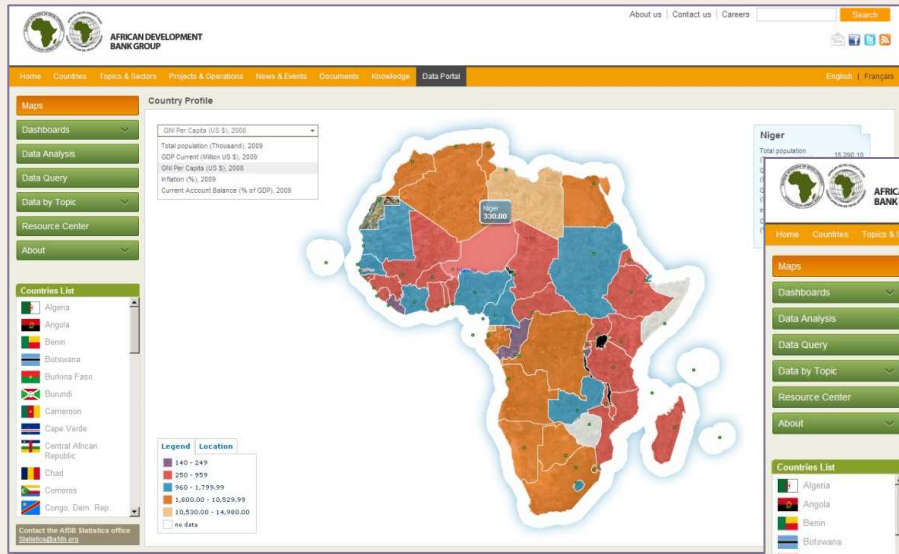 About us | Contact us | Careers
Search
AFRICAN DEVELOPMENT
BANK GROUP
Home Countries Topics & Sectors Projects & Operations News & Events Documents Knowledge Data Portal
English | Français
Maps
Dashboards
Data Analysis
Data Query
Data by Topic
Resource Center
About
Countries List
Algeria
Angola
Benin
Botswana
Burkina Faso
Burundi
Cameroon
Cape Verde
Central African
Republic
Chad
Comoros
Congo, Dem. Rep.
Contact the AfDB Statistics office
Statistics@afdb.org
Country Profile
GNI Per Capita (US $), 2008
Total population (Thousand), 2009
GDP Current (Million US $), 2009
GNI Per Capita (US $), 2008
Inflation (%), 2009
Current Account Balance (% of GDP), 2009
Niger
330.00
Legend Location
140 - 249
250 - 959
960 - 1,799.99
1,800.00 - 10,529.99
10,530.00 - 14,980.00
no data
Niger
Total population
15,290.10
AFRICA
BANK
Home Countries Topics & S
Maps
Dashboards
Data Analysis
Data Query
Data by Topic
Resource Center
About
Countries List
Algeria
Angola
Benin
Botswana